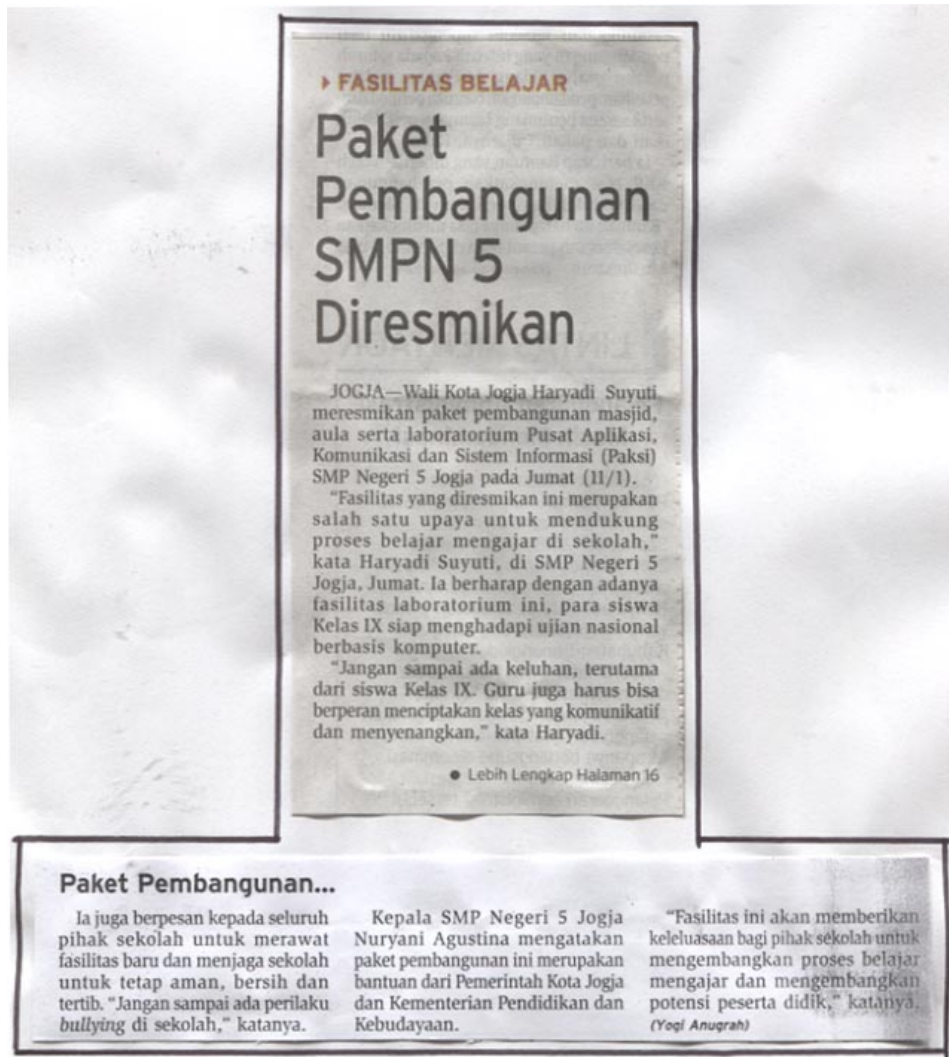 FASILITAS BELAJAR
Paket
Pembangunan
SMPN 5
Diresmikan
JOGJA—Wali Kota Jogja Haryadi Suyuti
meresmikan paket pembangunan masjid,
aula serta laboratorium Pusat Aplikasi,
Komunikasi dan Sistem Informasi (Paksi)
SMP Negeri 5 Jogja pada Jumat (11/1).
“Fasilitas yang diresmikan ini merupakan
salah satu upaya untuk mendukung
proses belajar mengajar di sekolah,”
kata Haryadi Suyuti, di SMP Negeri 5
Jogja, Jumat. Ia berharap dengan adanya
fasilitas laboratorium ini, para siswa
Kelas IX siap menghadapi ujian nasional
berbasis komputer.
“Jangan sampai ada keluhan, terutama
dari siswa Kelas IX. Guru juga harus bisa
berperan menciptakan kelas yang komunikatif
dan menyenangkan,” kata Haryadi.
● Lebih Lengkap Halaman 16
Paket Pembangunan...
Ia juga berpesan kepada seluruh
pihak sekolah untuk merawat
fasilitas baru dan menjaga sekolah
untuk tetap aman, bersih dan
tertib. “Jangan sampai ada perilaku
bullying di sekolah,” katanya.
Kepala SMP Negeri 5 Jogja
Nuryani Agustina mengatakan
paket pembangunan ini merupakan
bantuan dari Pemerintah Kota Jogja
dan Kementerian Pendidikan dan
Kebudayaan.
“Fasilitas ini akan memberikan
keleluasaan bagi pihak sekolah untuk
mengembangkan proses belajar
mengajar dan mengembangkan
potensi peserta didik,” katanya.
(Yogi Anugrah)